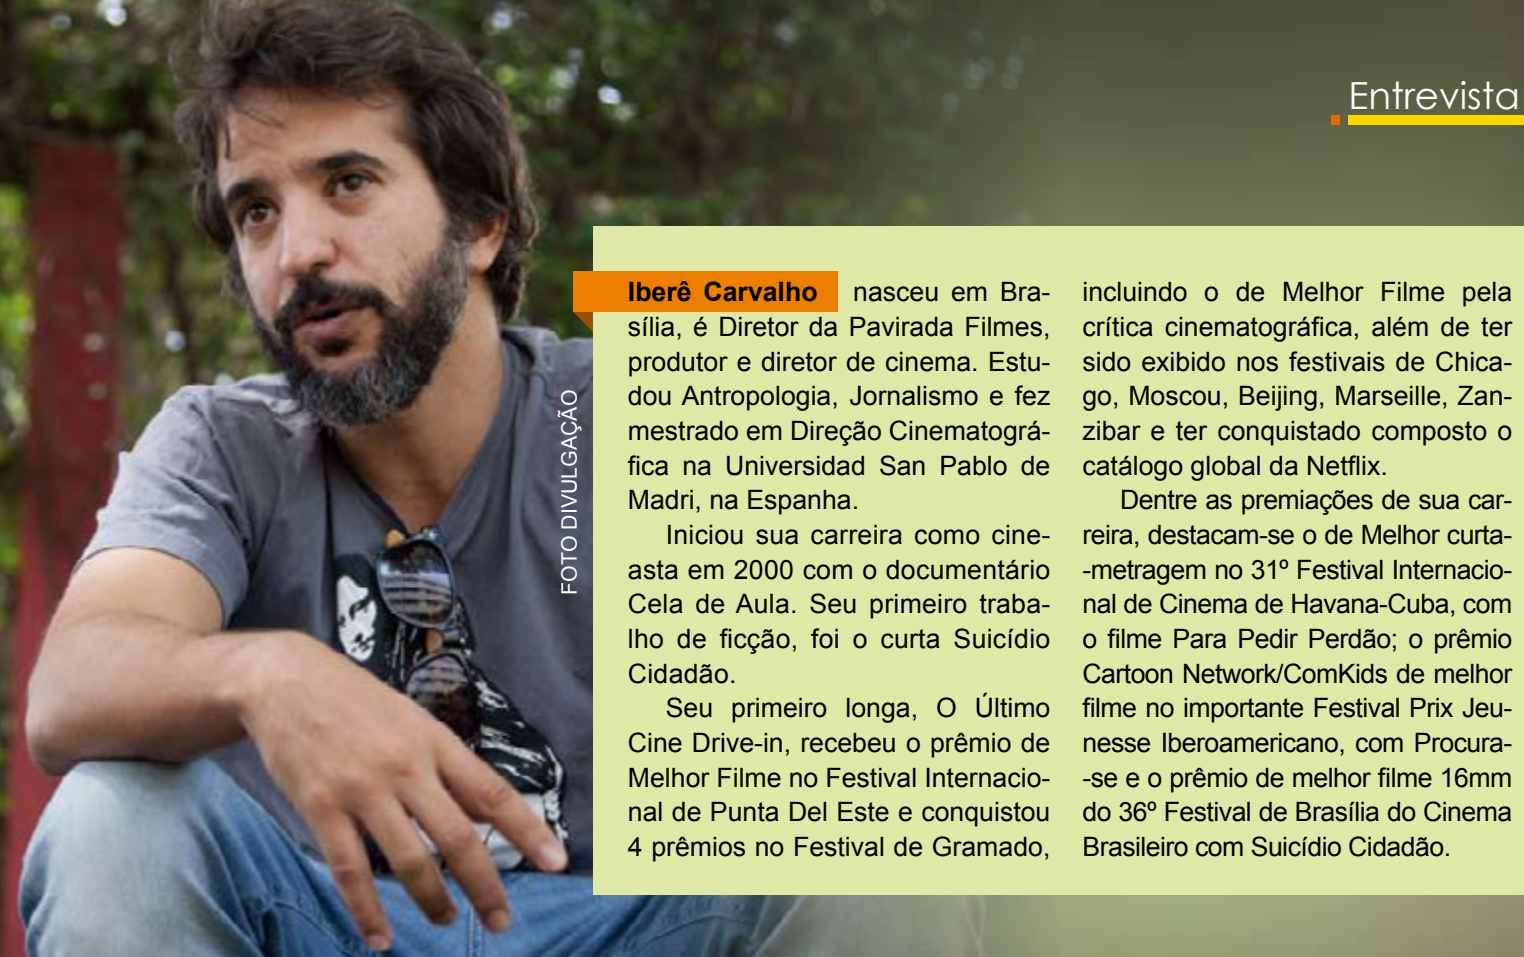 Entrevista
FOTO DIVULGAÇÃO
Iberê Carvalho nasceu em Bra-
sília, é Diretor da Pavirada Filmes,
produtor e diretor de cinema. Estu-
dou Antropologia, Jornalismo e fez
mestrado em Direção Cinematográ-
fica na Universidad San Pablo de
Madri, na Espanha.
Iniciou sua carreira como cine-
asta em 2000 com o documentário
Cela de Aula. Seu primeiro traba-
lho de ficção, foi o curta Suicídio
Cidadão.
Seu primeiro longa, O Último
Cine Drive-in, recebeu o prêmio de
Melhor Filme no Festival Internacio-
nal de Punta Del Este e conquistou
4 prêmios no Festival de Gramado,
incluindo o de Melhor Filme pela
crítica cinematográfica, além de ter
sido exibido nos festivais de Chica-
go, Moscou, Beijing, Marseille, Zan-
zibar e ter conquistado composto o
catálogo global da Netflix.
Dentre as premiações de sua car-
reira, destacam-se o de Melhor curta-
-metragem no 31º Festival Internacio-
nal de Cinema de Havana-Cuba, com
o filme Para Pedir Perdão; o prêmio
Cartoon Network/ComKids de melhor
filme no importante Festival Prix Jeu-
nesse Iberoamericano, com Procura-
-se e o prêmio de melhor filme 16mm
do 36º Festival de Brasília do Cinema
Brasileiro com Suicídio Cidadão.